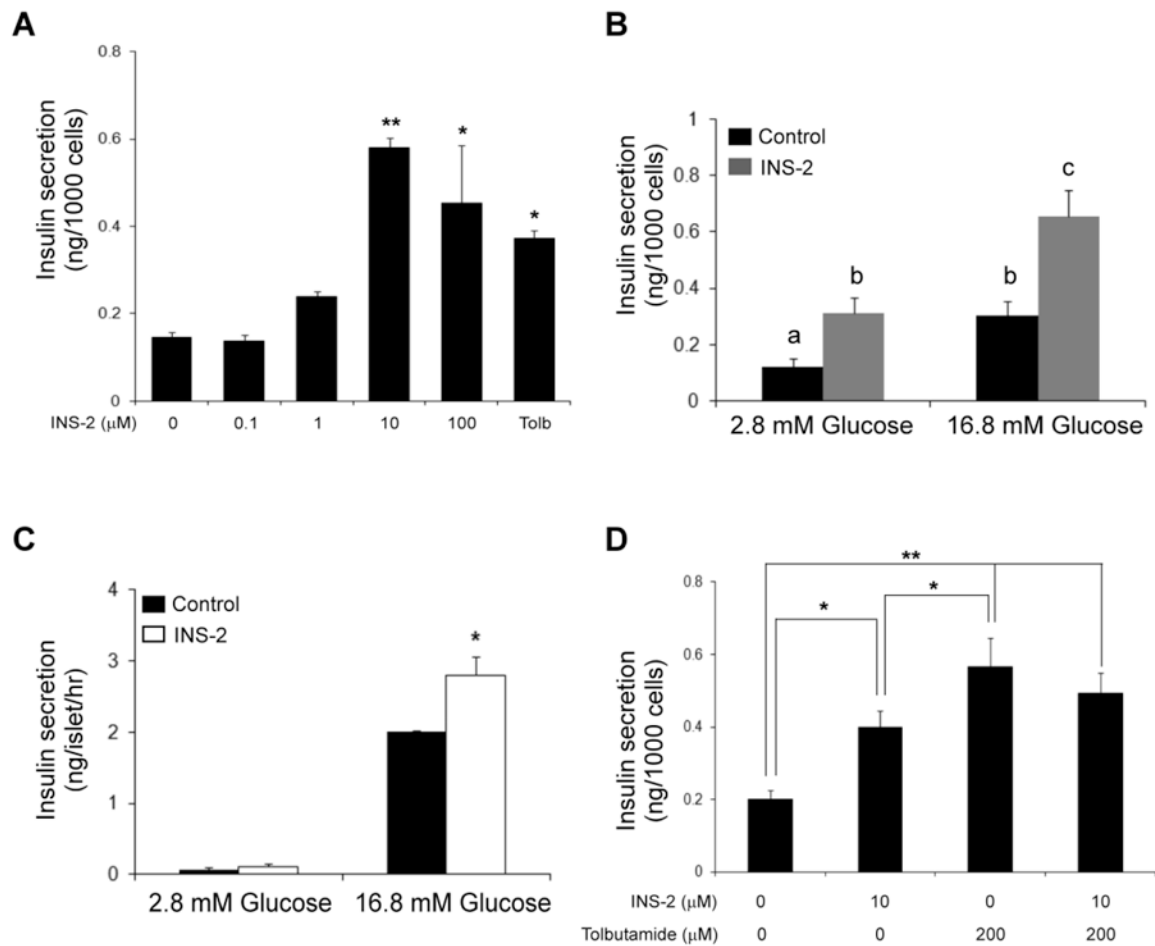 A
Insulin secretion
(ng/1000 cells)
0.8
0.6
0.4
0.2
0
**
*
*
INS-2 (μM) 0 0.1 1 10 100 Tolb
B
Insulin secretion
(ng/1000 cells)
1
0.8
0.6
0.4
0.2
0
Control
INS-2
a
b
b
c
2.8 mM Glucose 16.8 mM Glucose
C
Insulin secretion
(ng/islet/hr)
4
3
2
1
0
Control
INS-2
*
2.8 mM Glucose 16.8 mM Glucose
D
Insulin secretion
(ng/1000 cells)
0.8
0.6
0.4
0.2
0
**
*
*
INS-2 (μM) 0 10 0 10
Tolbutamide (μM) 0 0 200 200